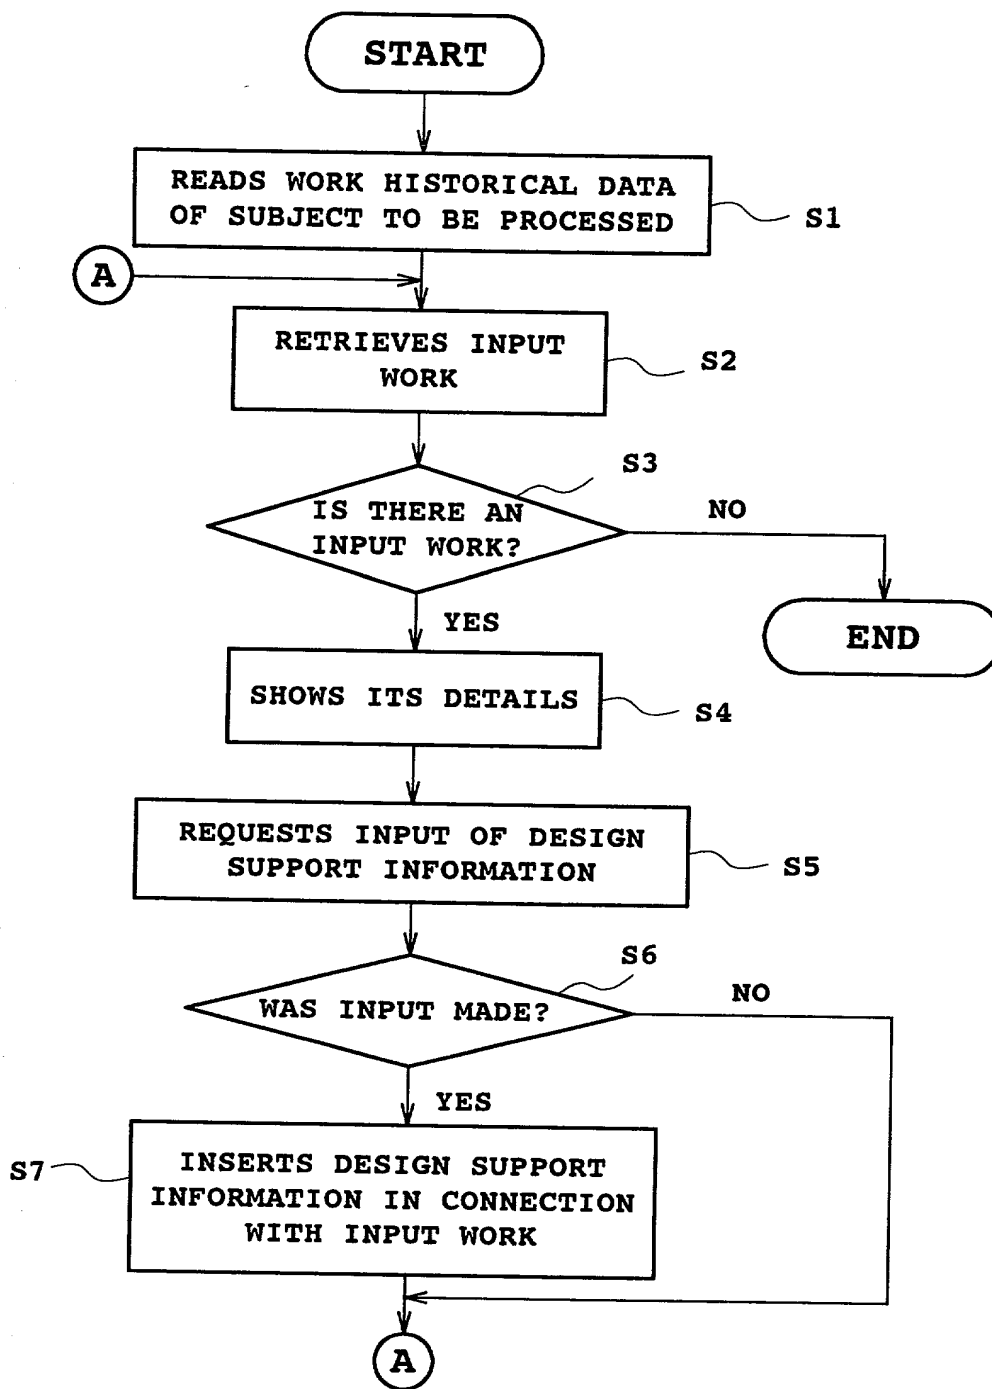 START
READS WORK HISTORICAL DATA
OF SUBJECT TO BE PROCESSED
S1
A
RETRIEVES INPUT
WORK
S2
S3
IS THERE AN
INPUT WORK?
NO
YES
END
SHOWS ITS DETAILS
S4
REQUESTS INPUT OF DESIGN
SUPPORT INFORMATION
S5
S6
WAS INPUT MADE?
NO
YES
S7
INSERTS DESIGN SUPPORT
INFORMATION IN CONNECTION
WITH INPUT WORK
A